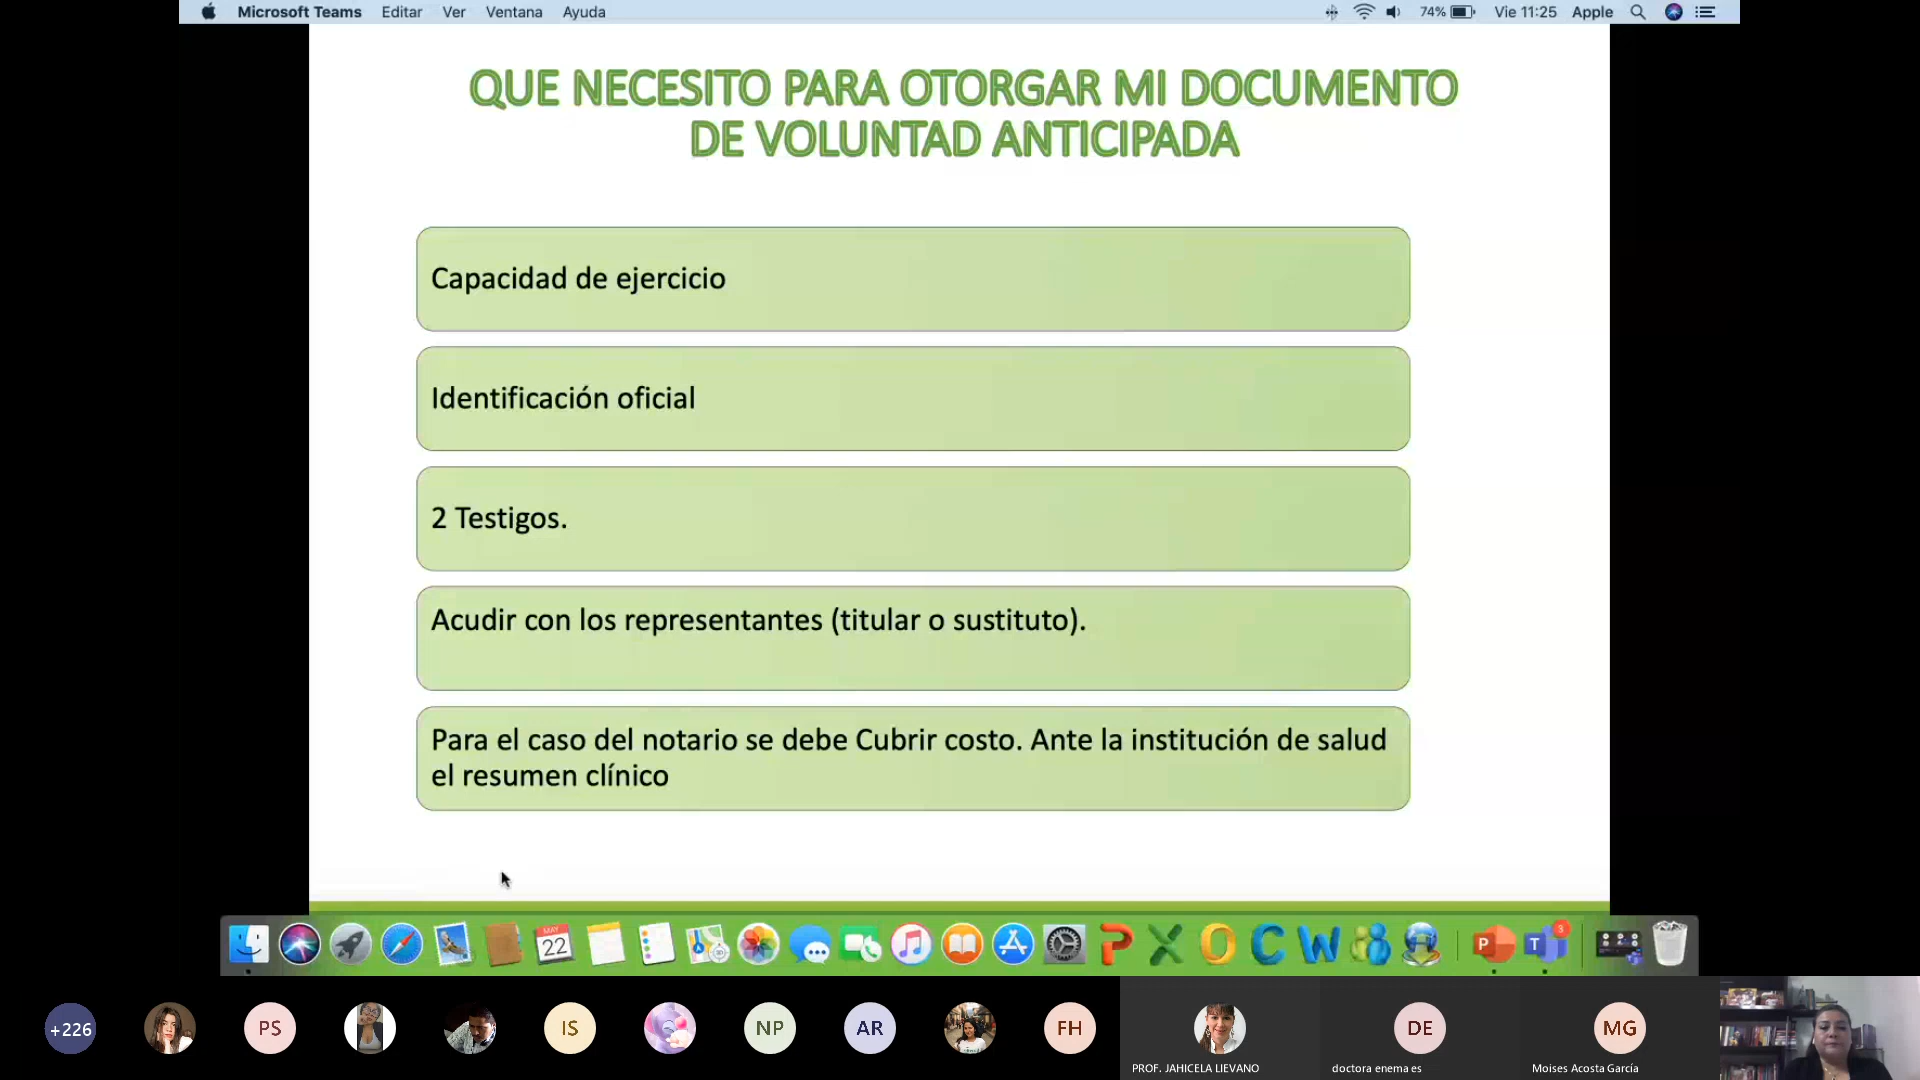 Microsoft Teams Editar Ver Ventana Ayuda 74% Vie 11:25 Apple
QUE NECESITO PARA OTORGAR MI DOCUMENTO
DE VOLUNTAD ANTICIPADA
Capacidad de ejercicio
Identificación oficial
2 Testigos.
Acudir con los representantes (titular o sustituto).
Para el caso del notario se debe Cubrir costo. Ante la institución de salud
el resumen clínico
MAY
22
P X O C W P T 3
+226 PS IS NP AR FH DE MG
PROF. JAHICELA LIEVANO doctora enema es Moises Acosta García